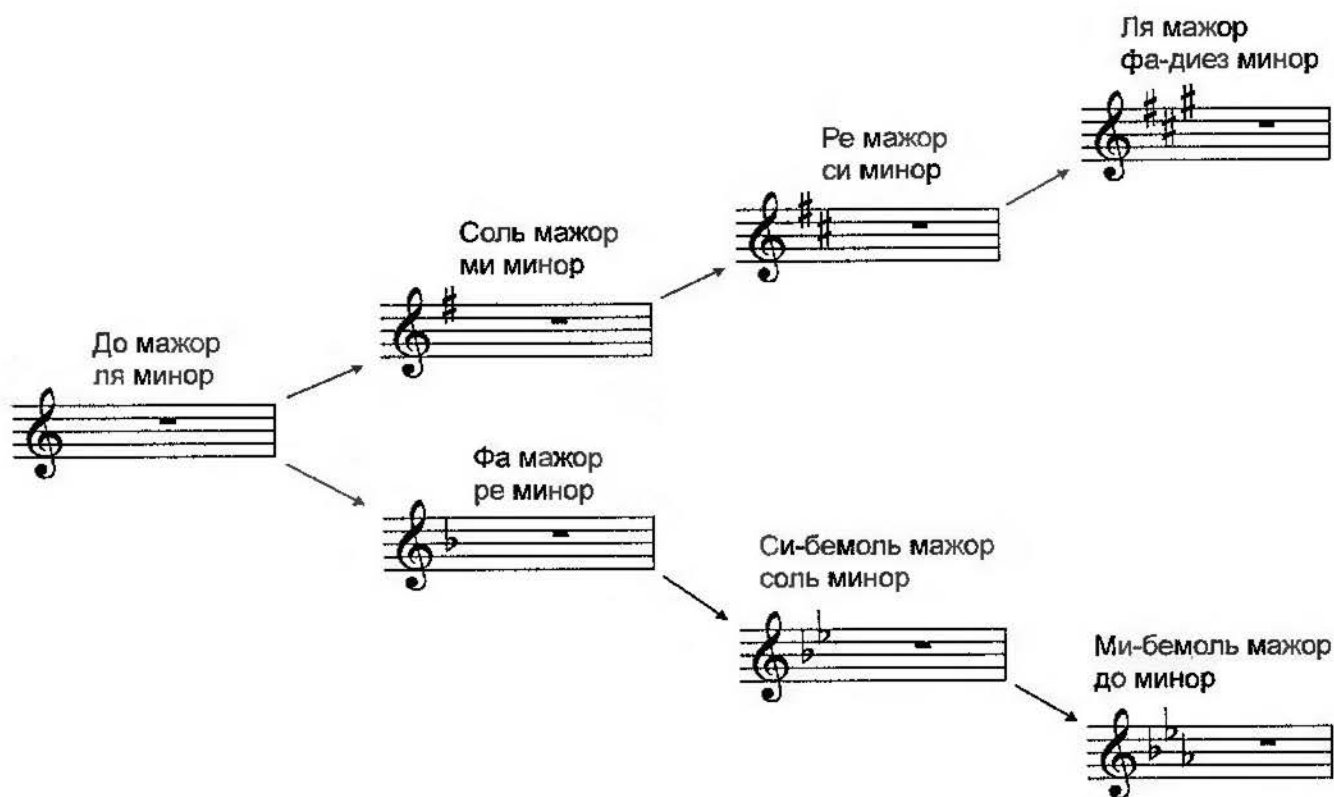 Ля мажор
фа-диез минор
Ре мажор
си минор
Соль мажор
ми минор
До мажор
ля минор
Фа мажор
ре минор
Си-бемоль мажор
соль минор
Ми-бемоль мажор
до минор